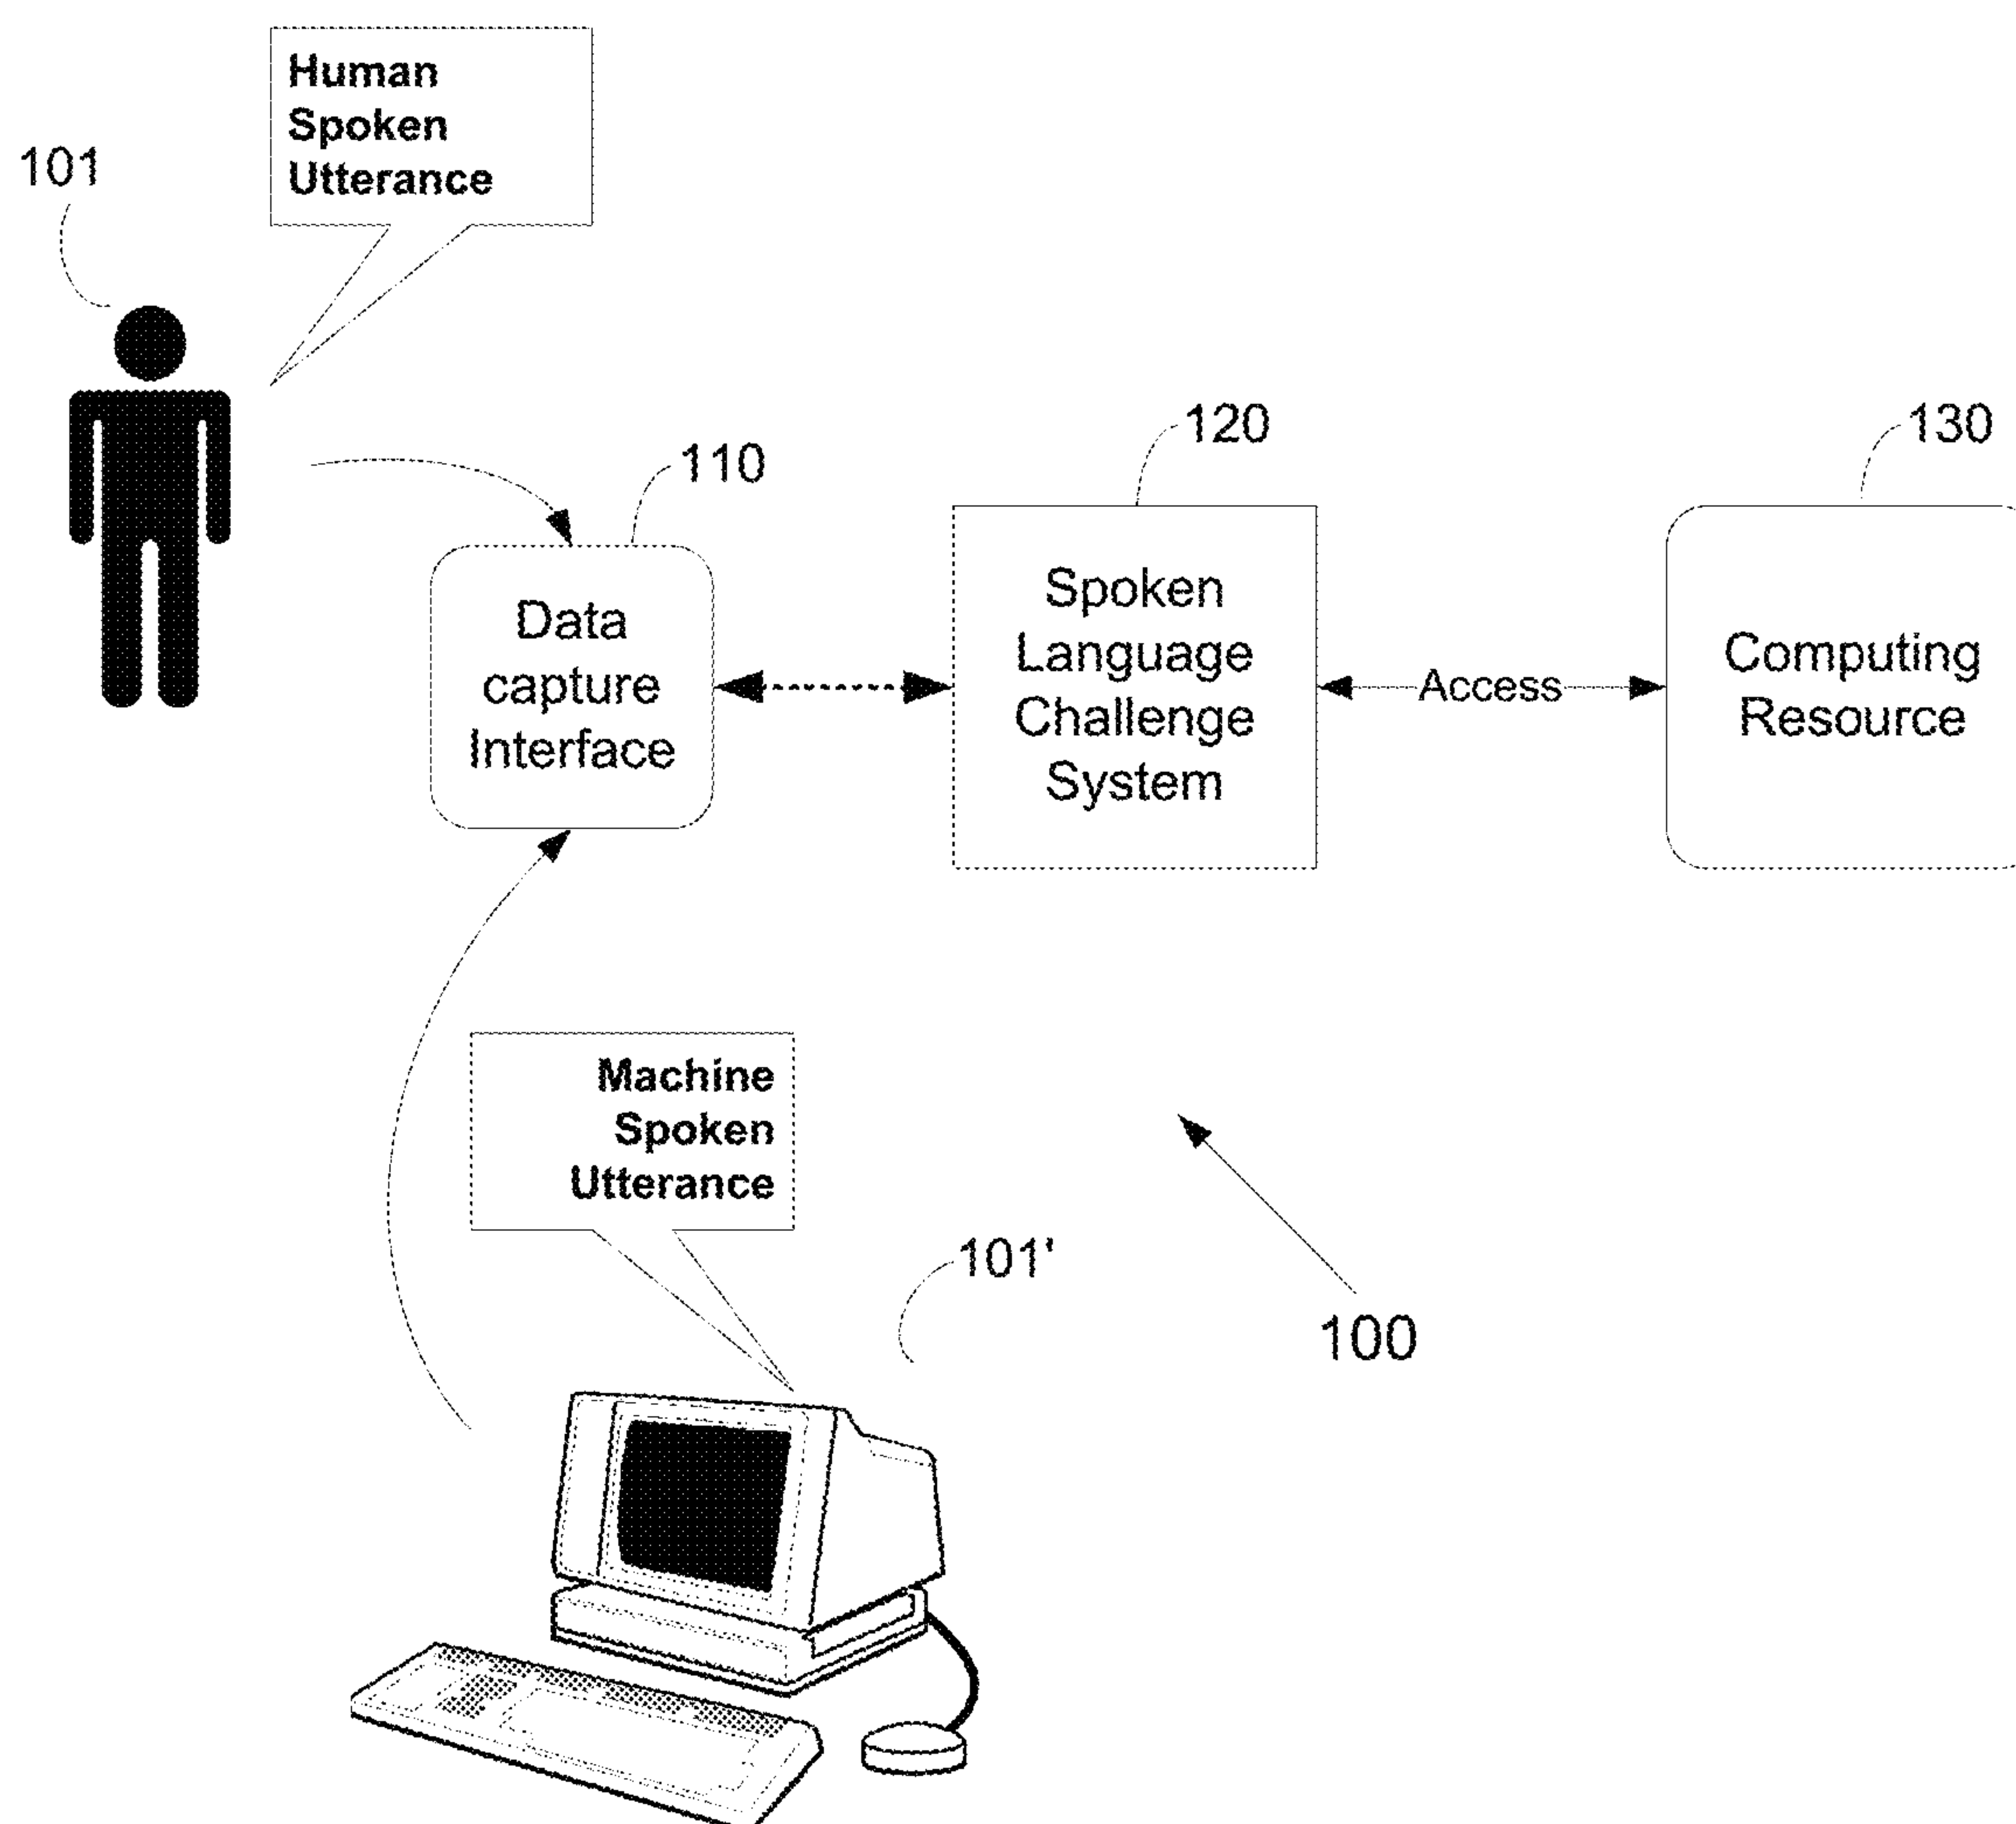 Human
Spoken
Utterance
101
110
120
130
Data
capture
Interface
Spoken
Language
Challenge
System
Access
Computing
Resource
Machine
Spoken
Utterance
101'
100